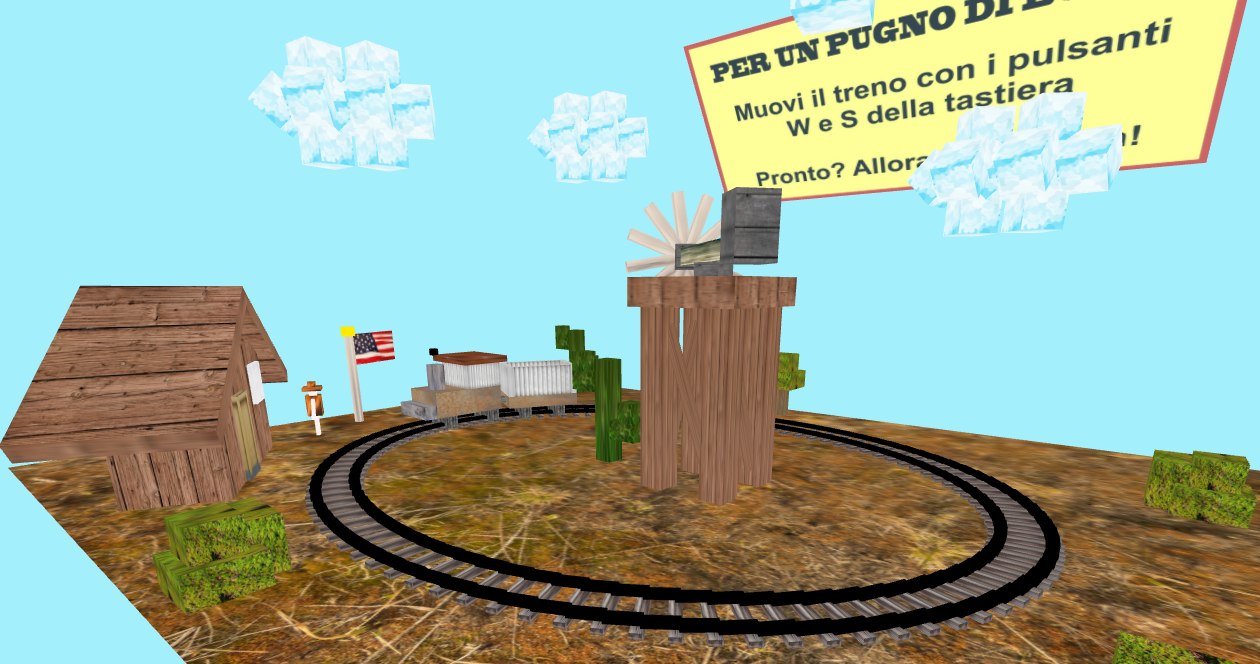 PER UN PUGNO DI
Muovi il treno con i pulsanti
W e S della tastiera
Pronto? Allora